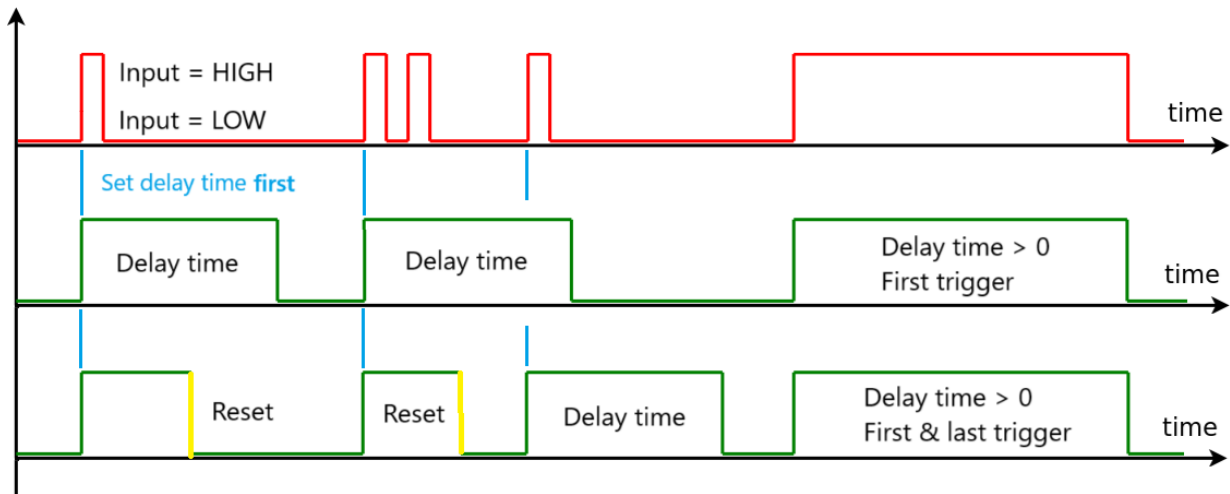 Input = HIGH
Input = LOW
time
Set delay time first
Delay time
Delay time
Delay time > 0
First trigger
time
Reset
Reset
Delay time
Delay time > 0
First & last trigger
time